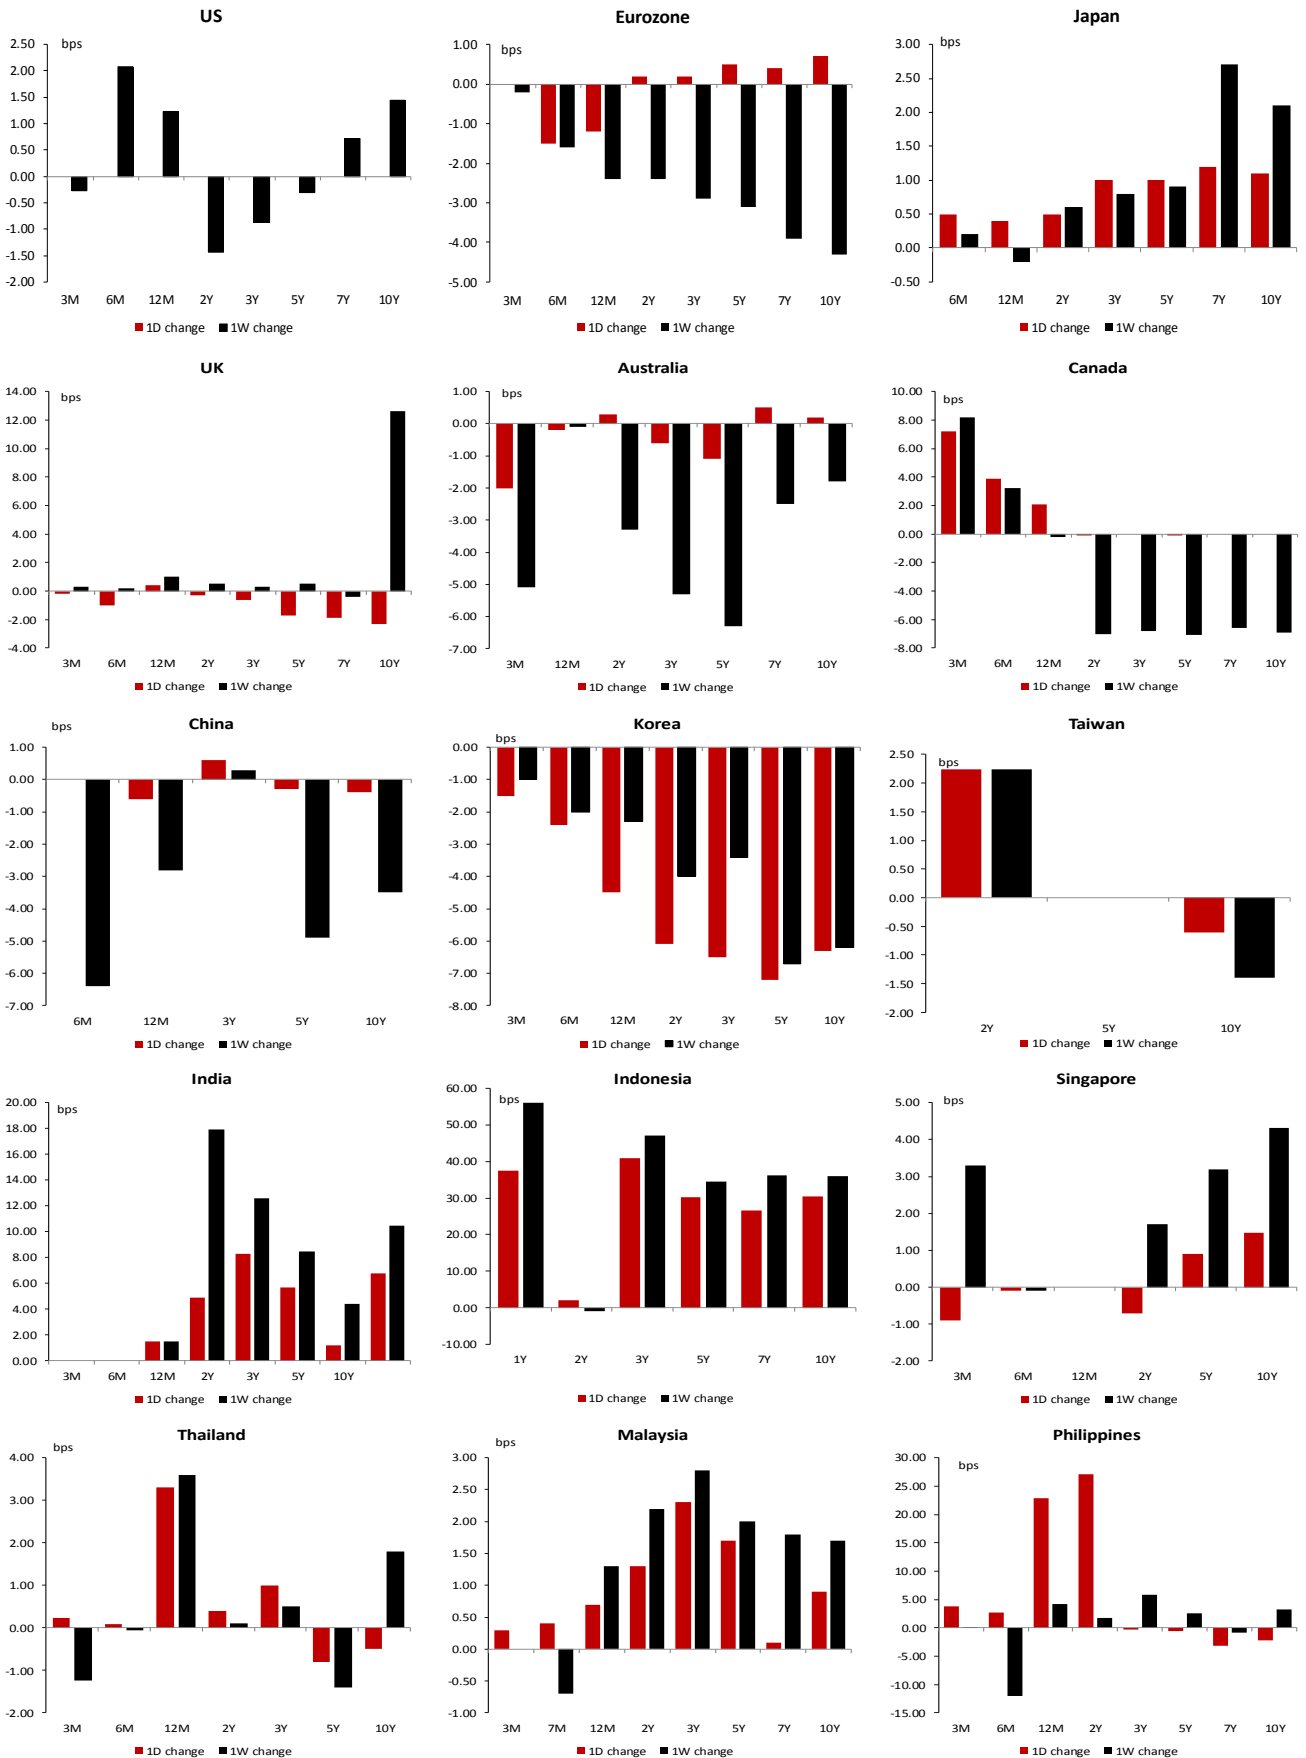 US
bps
2.50
2.00
1.50
1.00
0.50
0.00
-0.50
-1.00
-1.50
-2.00
3M 6M 12M 2Y 3Y 5Y 7Y 10Y
1D change 1W change
Eurozone
bps
1.00
0.00
-1.00
-2.00
-3.00
-4.00
-5.00
3M 6M 12M 2Y 3Y 5Y 7Y 10Y
1D change 1W change
Japan
bps
3.00
2.50
2.00
1.50
1.00
0.50
0.00
-0.50
6M 12M 2Y 3Y 5Y 7Y 10Y
1D change 1W change
UK
bps
14.00
12.00
10.00
8.00
6.00
4.00
2.00
0.00
-2.00
-4.00
3M 6M 12M 2Y 3Y 5Y 7Y 10Y
1D change 1W change
Australia
bps
1.00
0.00
-1.00
-2.00
-3.00
-4.00
-5.00
-6.00
-7.00
3M 12M 2Y 3Y 5Y 7Y 10Y
1D change 1W change
Canada
bps
10.00
8.00
6.00
4.00
2.00
0.00
-2.00
-4.00
-6.00
-8.00
3M 6M 12M 2Y 3Y 5Y 7Y 10Y
1D change 1W change
China
bps
1.00
0.00
-1.00
-2.00
-3.00
-4.00
-5.00
-6.00
-7.00
6M 12M 3Y 5Y 10Y
1D change 1W change
Korea
bps
0.00
-1.00
-2.00
-3.00
-4.00
-5.00
-6.00
-7.00
-8.00
3M 6M 12M 2Y 3Y 5Y 10Y
1D change 1W change
Taiwan
bps
2.50
2.00
1.50
1.00
0.50
0.00
-0.50
-1.00
-1.50
-2.00
2Y 5Y 10Y
1D change 1W change
India
bps
20.00
18.00
16.00
14.00
12.00
10.00
8.00
6.00
4.00
2.00
0.00
3M 6M 12M 2Y 3Y 5Y 10Y
1D change 1W change
Indonesia
bps
60.00
50.00
40.00
30.00
20.00
10.00
0.00
-10.00
1Y 2Y 3Y 5Y 7Y 10Y
1D change 1W change
Singapore
bps
5.00
4.00
3.00
2.00
1.00
0.00
-1.00
-2.00
3M 6M 12M 2Y 5Y 10Y
1D change 1W change
Thailand
bps
4.00
3.00
2.00
1.00
0.00
-1.00
-2.00
3M 6M 12M 2Y 3Y 5Y 10Y
1D change 1W change
Malaysia
bps
3.00
2.50
2.00
1.50
1.00
0.50
0.00
-0.50
-1.00
3M 7M 12M 2Y 3Y 5Y 7Y 10Y
1D change 1W change
Philippines
bps
30.00
25.00
20.00
15.00
10.00
5.00
0.00
-5.00
-10.00
-15.00
3M 6M 12M 2Y 3Y 5Y 7Y 10Y
1D change 1W change